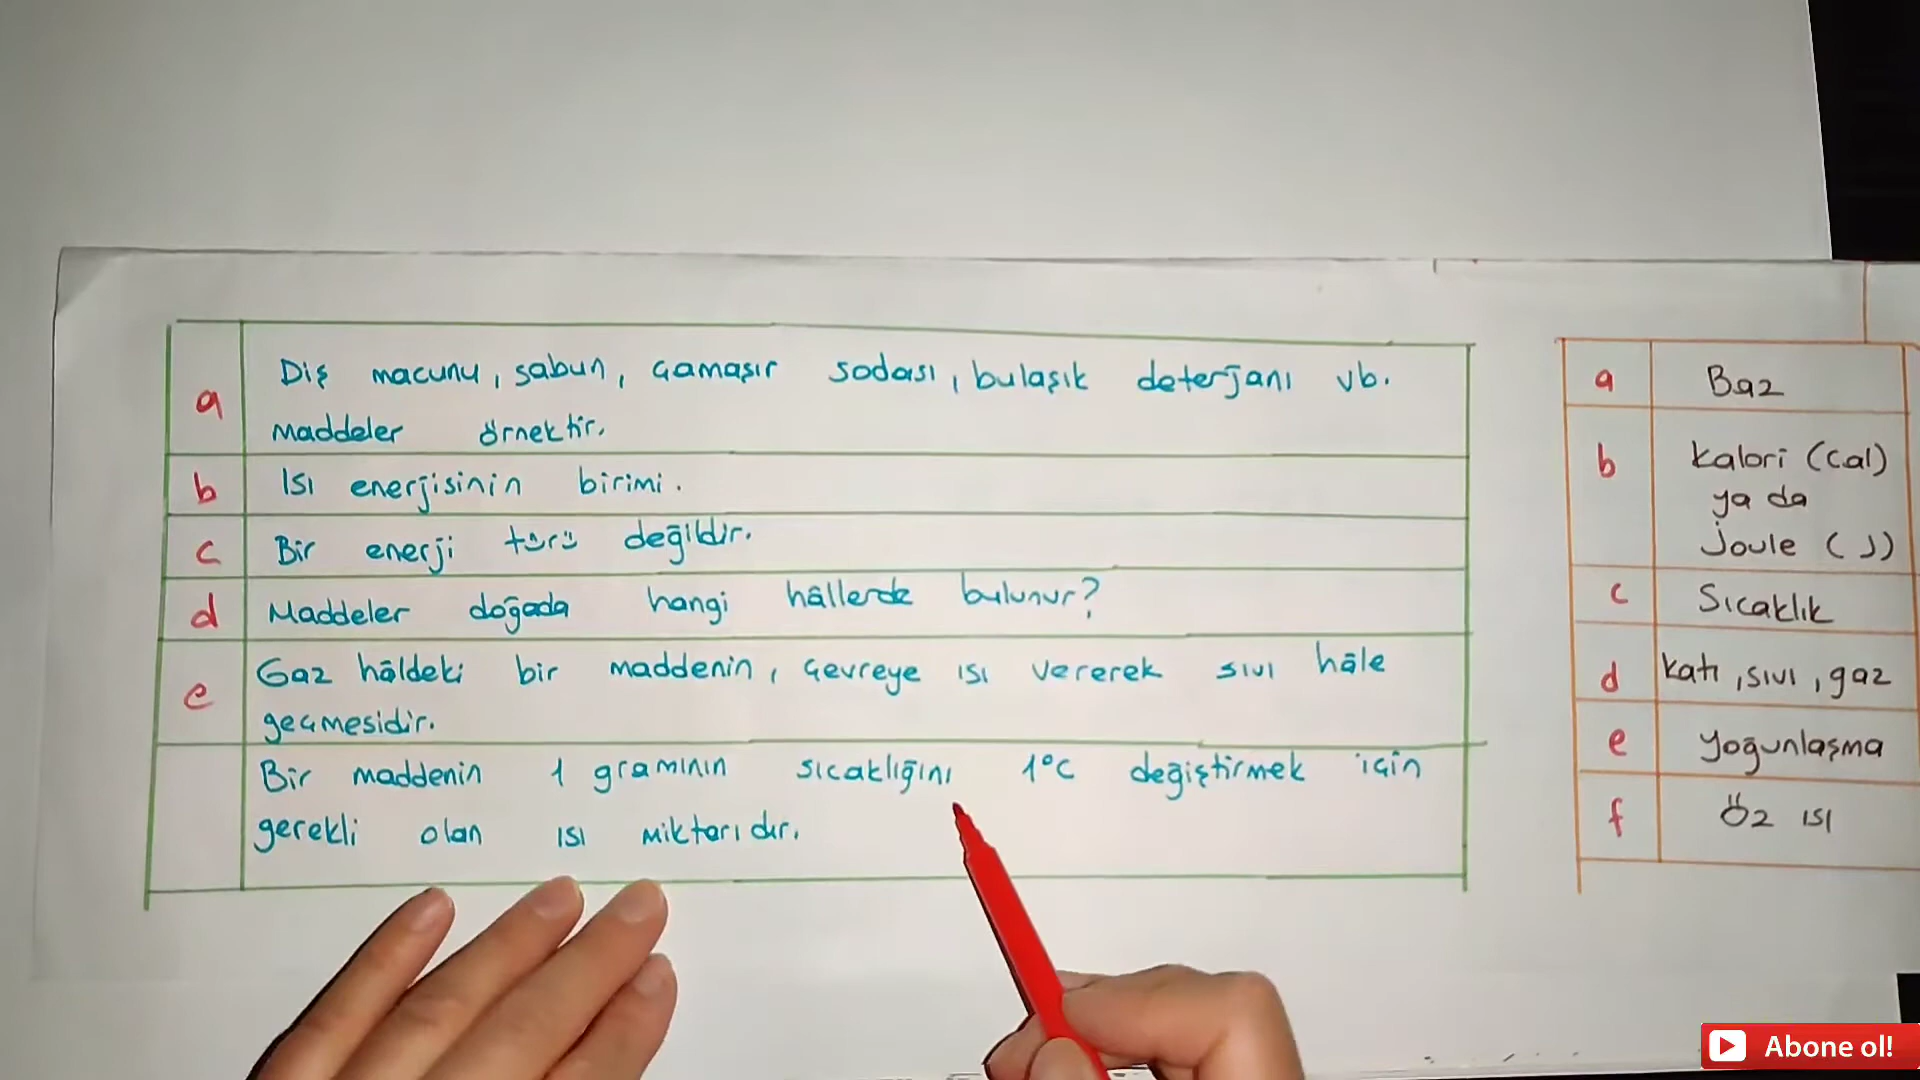 a
Diş macunu, sabun, çamaşır sodası, bulaşık deterjanı vb.
maddeler örnektir.
b
Isı enerjisinin birimi.
c
Bir enerji türü değildir.
d
Maddeler doğada hangi hâllerde bulunur?
e
Gaz hâldeki bir maddenin, çevreye ısı vererek sıvı hâle
geçmesidir.
Bir maddenin 1 gramının sıcaklığını 1°C değiştirmek için
gerekli olan ısı miktarıdır.
a
Baz
b
kalori (cal)
ya da
joule (J)
c
Sıcaklık
d
katı, sıvı, gaz
e
yoğunlaşma
f
Öz ısı
Abone ol!